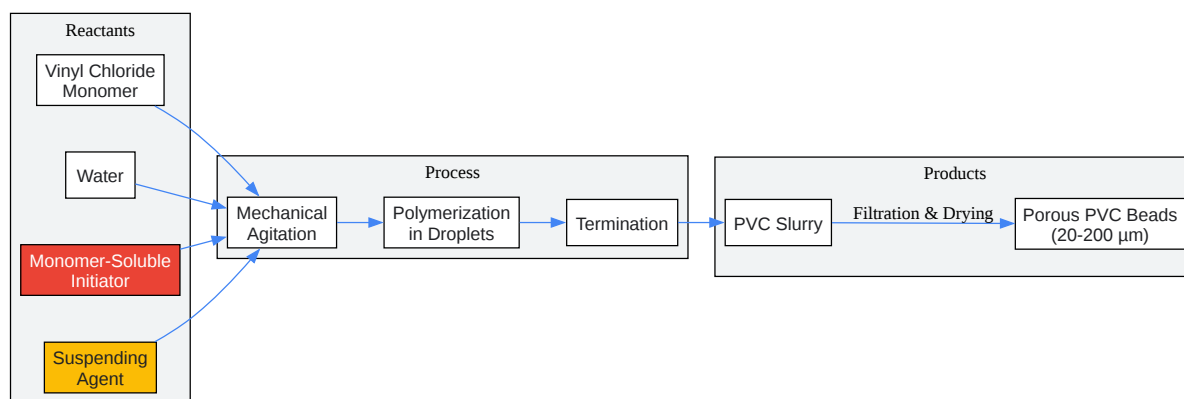 Reactants
Vinyl Chloride
Monomer
Water
Monomer-Soluble
Initiator
Suspending
Agent
Process
Mechanical
Agitation
Polymerization
in Droplets
Termination
Products
PVC Slurry
Filtration & Drying
Porous PVC Beads
(20-200 µm)